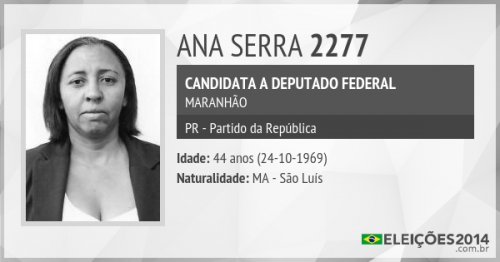 ANA SERRA 2277
CANDIDATA A DEPUTADO FEDERAL
MARANHÃO
PR - Partido da República
Idade: 44 anos (24-10-1969)
Naturalidade: MA - São Luís
ELEIÇÕES2014
.com.br